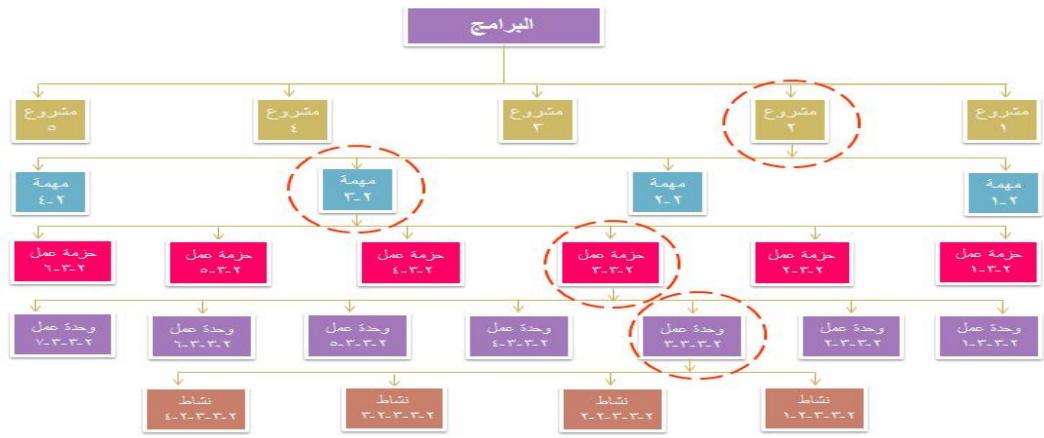 البرامج
مشروع
١
مشروع
٢
مشروع
٣
مشروع
٤
مشروع
٥
مهمة
٢-١
مهمة
٢-٢
مهمة
٢-٣
مهمة
٢-٤
حزمة عمل
٢-٣-١
حزمة عمل
٢-٣-٢
حزمة عمل
٢-٣-٣
حزمة عمل
٢-٣-٤
حزمة عمل
٢-٣-٥
حزمة عمل
٢-٣-٦
وحدة عمل
٢-٣-٣-١
وحدة عمل
٢-٣-٣-٢
وحدة عمل
٢-٣-٣-٣
وحدة عمل
٢-٣-٣-٤
وحدة عمل
٢-٣-٣-٥
وحدة عمل
٢-٣-٣-٦
وحدة عمل
٢-٣-٣-٧
نشاط
٢-٣-٣-٢-١
نشاط
٢-٣-٣-٢-٢
نشاط
٢-٣-٣-٢-٣
نشاط
٢-٣-٣-٢-٤